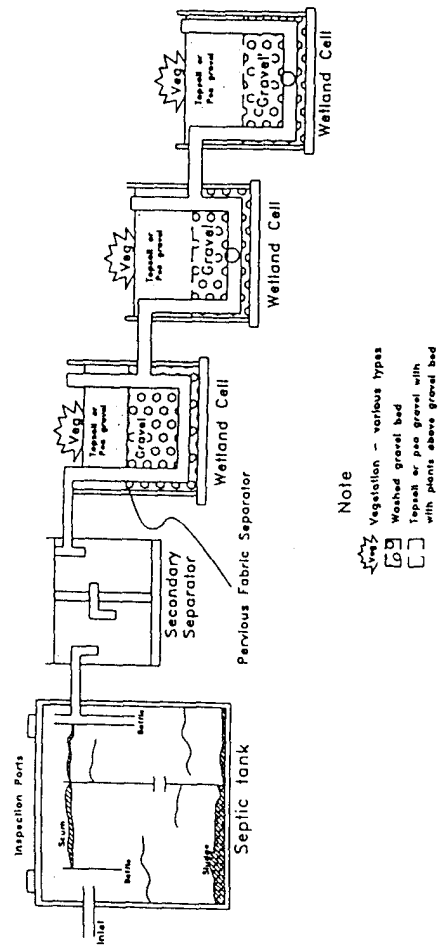 Inspection Ports
Inlet
Scum
Baffle
Baffle
Sludge
Septic tank
Secondary
Separator
Pervious Fabric Separator
Veg
Topsoil or
Pea gravel
Gravel
Wetland Cell
Veg
Topsoil or
Pea gravel
Gravel
Wetland Cell
Veg
Topsoil or
Pea gravel
Gravel
Wetland Cell
Note
Veg Vegetation - various types
Washed gravel bed
Topsoil or pea gravel with
with plants above gravel bed